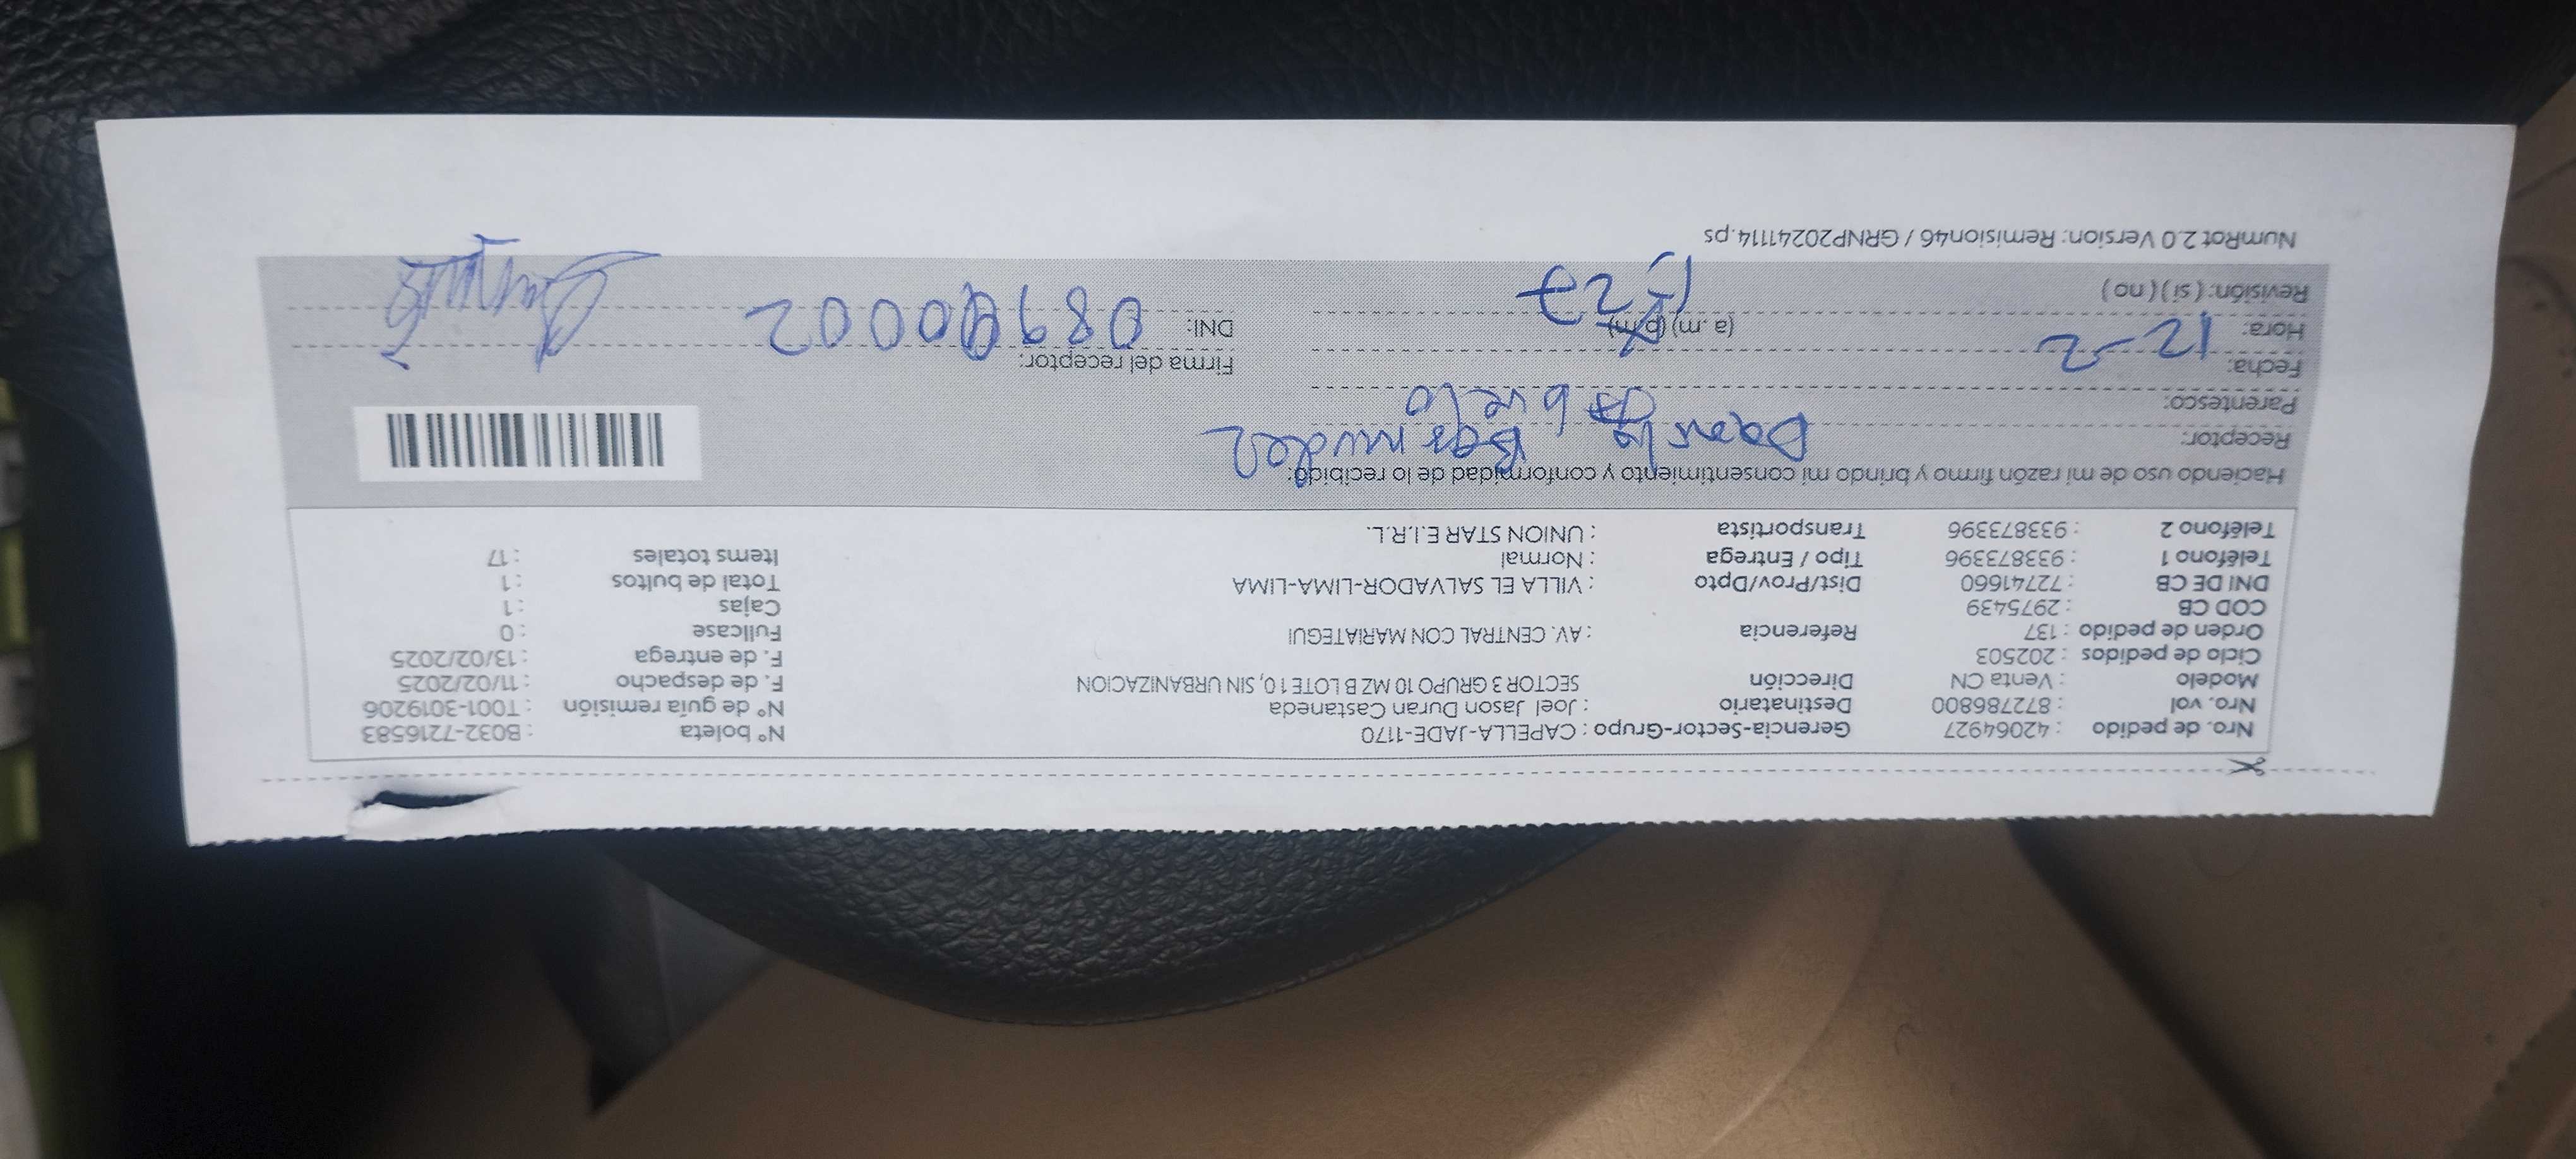 Nro. de pedido : 42064927 Gerencia-Sector-Grupo : CAPELLA-JADE-1170 N° boleta : B032-7216583
Nro. vol : 872786800 Destinatario : Joel Jason Duran Castaneda N° de guía remisión : T001-3019206
Modelo : Venta CN Dirección SECTOR 3 GRUPO 10 MZ B LOTE 10, SIN URBANIZACION F. de despacho : 11/02/2025
Ciclo de pedidos : 202503 F. de entrega : 13/02/2025
Orden de pedido : 137 Referencia : AV. CENTRAL CON MARIATEGUI Fullcase : 0
COD CB : 2975439 Cajas : 1
DNI DE CB : 72741660 Dist/Prov/Dpto : VILLA EL SALVADOR-LIMA-LIMA Total de bultos : 1
Teléfono 1 : 933873396 Tipo / Entrega : Normal Items totales : 17
Teléfono 2 : 933873396 Transportista : UNION STAR E.I.R.L.
Haciendo uso de mi razón firmo y brindo mi consentimiento y conformidad de lo recibido:
Receptor: Bermudez
Parentesco:
Fecha: 12-2 Firma del receptor:
Hora: (a. m) (p. m) DNI:
Revisión: ( si ) ( no )
NumRot 2.0 Version: Remision46 / GRNP20241114.ps